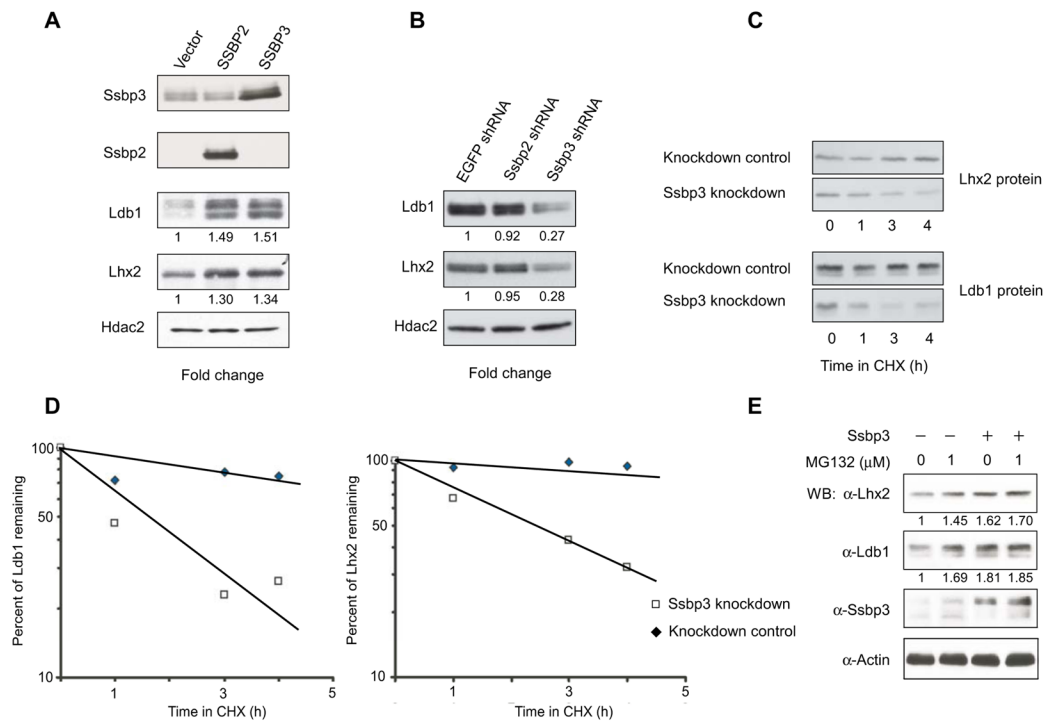 A
Vector
SSBP2
SSBP3
Ssbp3
Ssbp2
Ldb1
1 1.49 1.51
Lhx2
1 1.30 1.34
Hdac2
Fold change
B
EGFP shRNA
Ssbp2 shRNA
Ssbp3 shRNA
Ldb1
1 0.92 0.27
Lhx2
1 0.95 0.28
Hdac2
Fold change
C
Knockdown control
Ssbp3 knockdown
Lhx2 protein
0 1 3 4
Knockdown control
Ssbp3 knockdown
Ldb1 protein
0 1 3 4
Time in CHX (h)
D
Percent of Ldb1 remaining
100
50
10
1 3 5
Time in CHX (h)
Percent of Lhx2 remaining
100
50
10
1 3 5
Time in CHX (h)
Ssbp3 knockdown
Knockdown control
E
Ssbp3 – – + +
MG132 (μM) 0 1 0 1
WB: α-Lhx2
1 1.45 1.62 1.70
α-Ldb1
1 1.69 1.81 1.85
α-Ssbp3
α-Actin